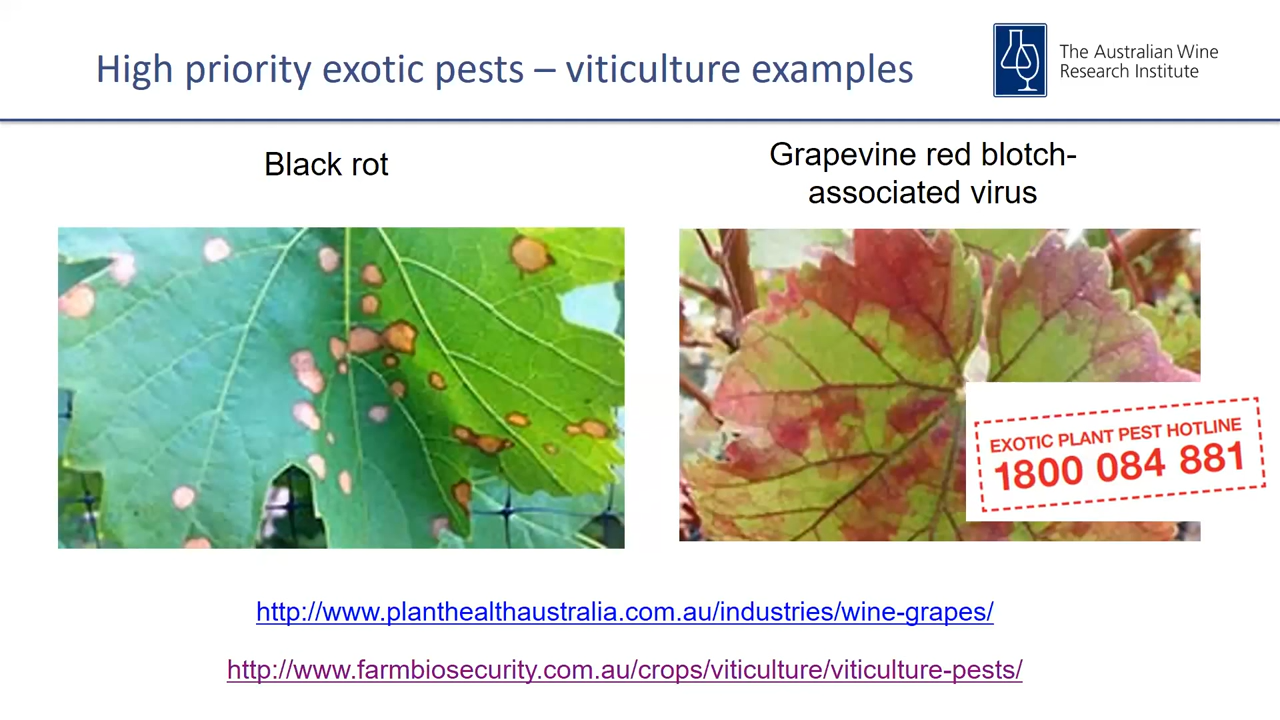 High priority exotic pests – viticulture examples
The Australian Wine
Research Institute
Black rot
Grapevine red blotch-
associated virus
EXOTIC PLANT PEST HOTLINE
1800 084 881
http://www.planthealthaustralia.com.au/industries/wine-grapes/
http://www.farmbiosecurity.com.au/crops/viticulture/viticulture-pests/